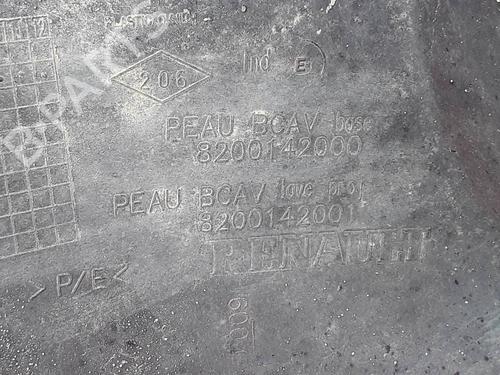 206
Ind E
PEAU BCAV base
8200142000
PEAU BCAV lave proj
8200142001
RENAULT
>P/E<